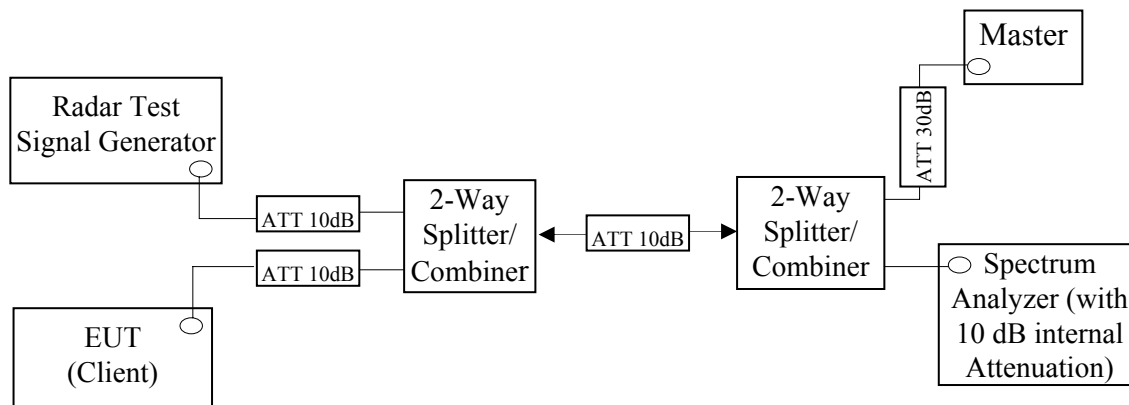 Master
Radar Test
Signal Generator
ATT 30dB
2-Way
Splitter/
Combiner
2-Way
Splitter/
Combiner
ATT 10dB
ATT 10dB
ATT 10dB
EUT
(Client)
Spectrum
Analyzer (with
10 dB internal
Attenuation)